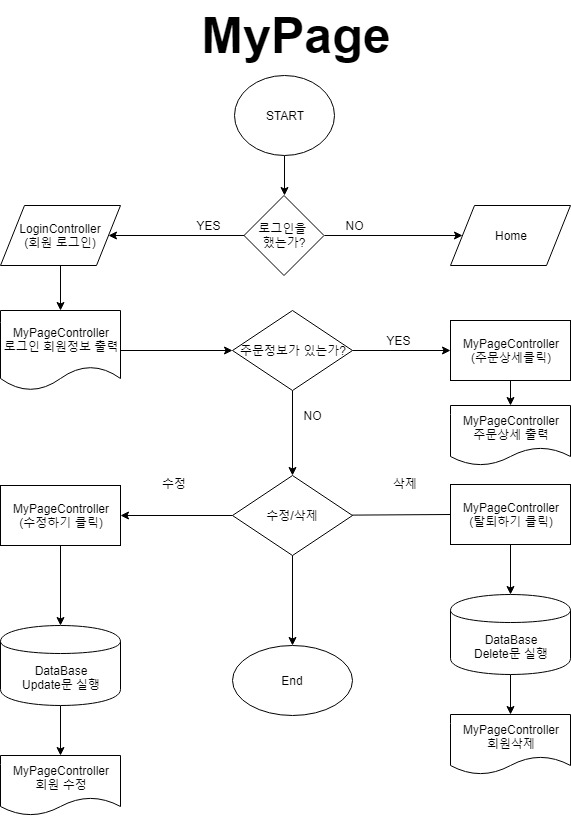 MyPage
START
로그인을
했는가?
YES
NO
LoginController
(회원 로그인)
Home
MyPageController
로그인 회원정보 출력
주문정보가 있는가?
YES
MyPageController
(주문상세클릭)
NO
MyPageController
주문상세 출력
수정
삭제
MyPageController
(수정하기 클릭)
수정/삭제
MyPageController
(탈퇴하기 클릭)
DataBase
Update문 실행
End
DataBase
Delete문 실행
MyPageController
회원삭제
MyPageController
회원 수정